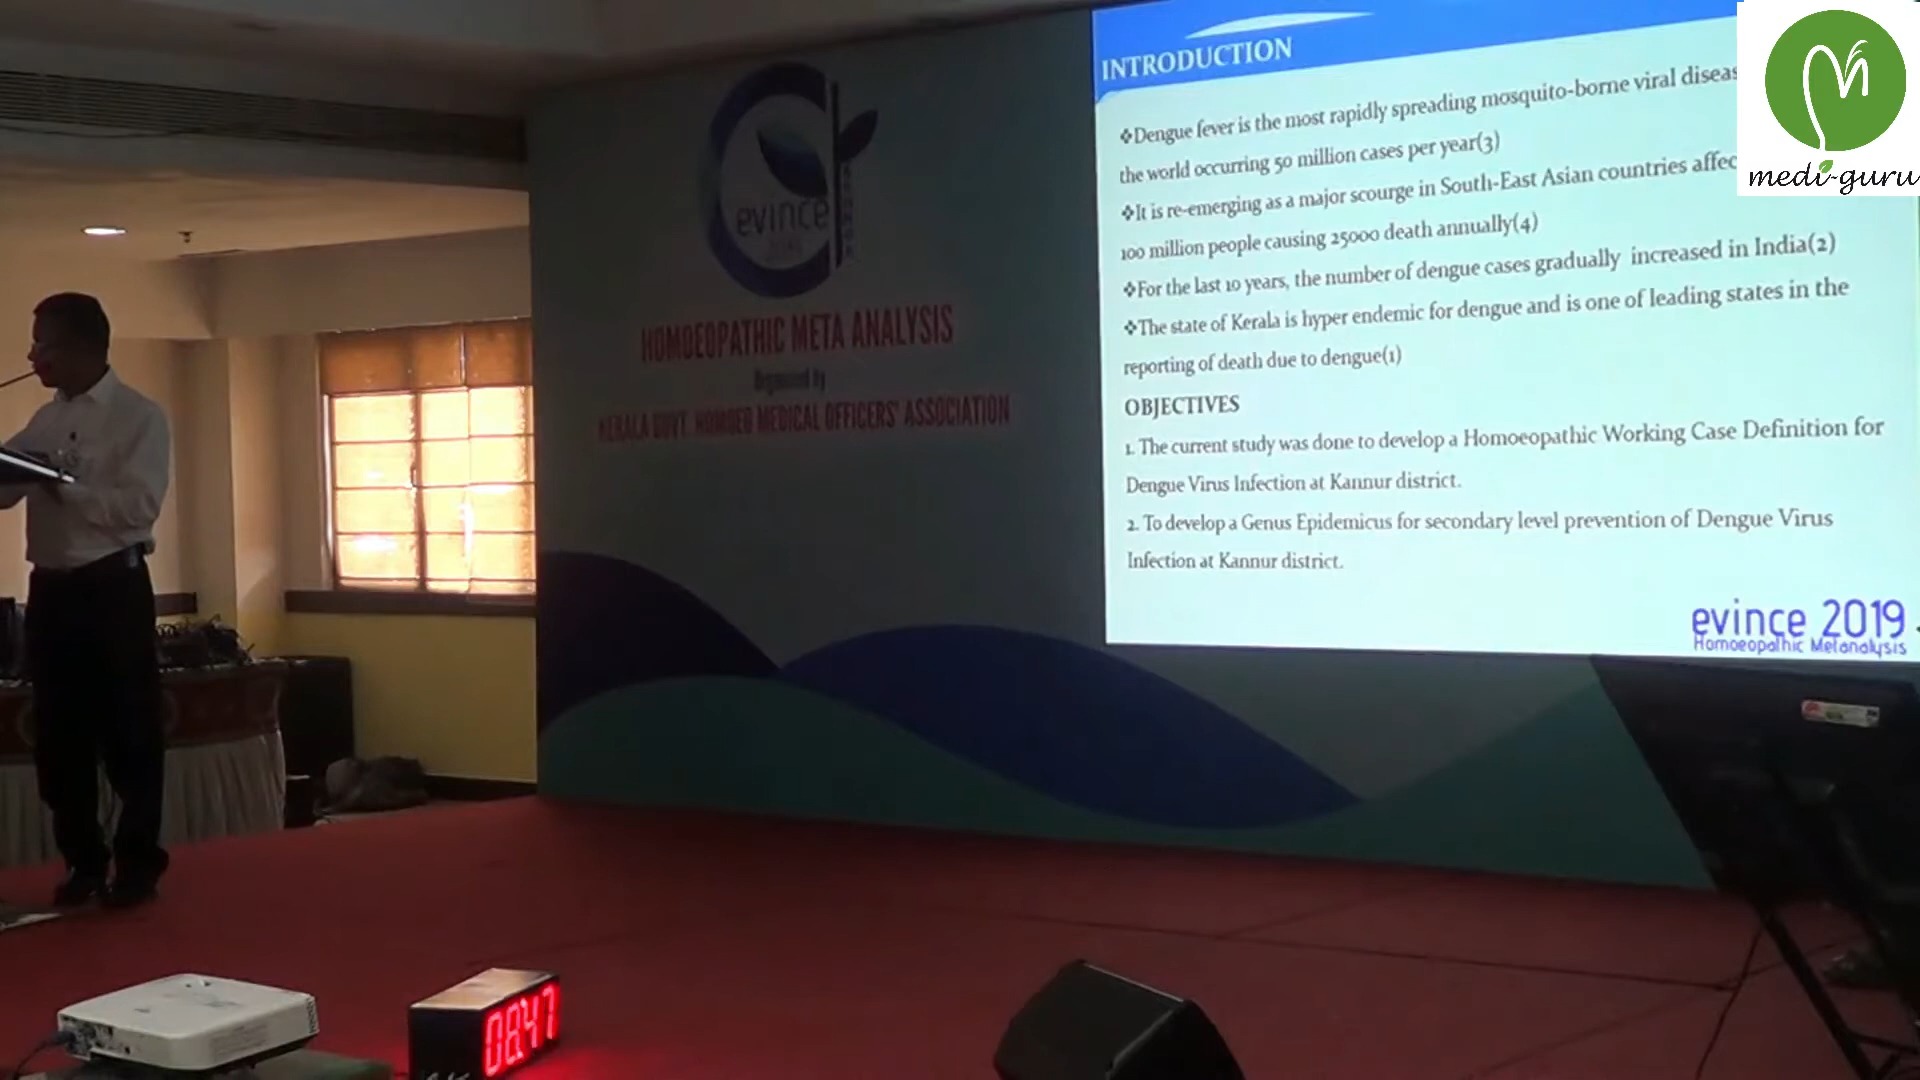 INTRODUCTION
❖Dengue fever is the most rapidly spreading mosquito-borne viral
the world occurring 50 million cases per year(3)
❖It is re-emerging as a major scourge in South-East Asian countries
100 million people causing 25000 death annually(4)
❖For the last 10 years, the number of dengue cases gradually increased in India(2)
❖The state of Kerala is hyper endemic for dengue and is one of leading states in the
reporting of death due to dengue(1)
OBJECTIVES
1. The current study was done to develop a Homoeopathic Working Case Definition for
Dengue Virus Infection at Kannur district.
2. To develop a Genus Epidemicus for secondary level prevention of Dengue Virus
Infection at Kannur district.
evince 2019
Homoeopathic Metanalysis
medi-guru
evince
HOMOEOPATHIC META ANALYSIS
Organised by
KERALA GOVT. HOMOEO MEDICAL OFFICERS' ASSOCIATION
08:47